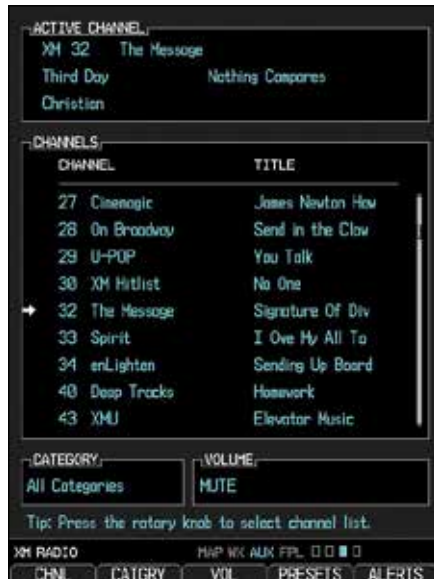 ACTIVE CHANNEL
XM 32 The Message
Third Day Nothing Compares
Christian
CHANNELS
CHANNEL TITLE
27 Cinemagic James Newton How
28 On Broadway Send in the Clow
29 U-POP You Talk
30 XM Hitlist No One
32 The Message Signature Of Div
33 Spirit I Owe My All To
34 enLighten Sending Up Board
40 Deep Tracks Homework
43 XMU Elevator Music
CATEGORY
All Categories
VOLUME
MUTE
Tip: Press the rotary knob to select channel list.
XM RADIO MAP WX AUX FPL
CHNL CATGRY VOL PRESETS ALERTS